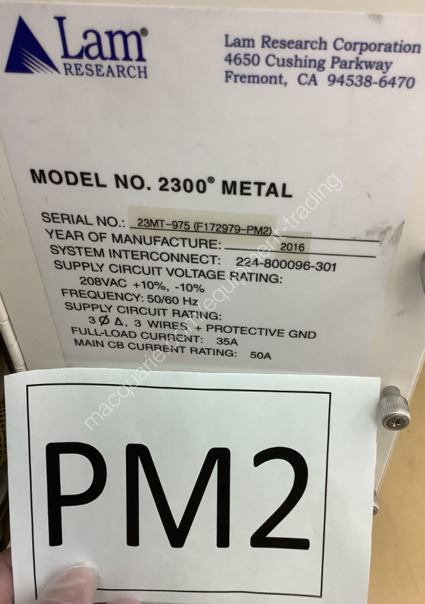 Lam®
RESEARCH
Lam Research Corporation
4650 Cushing Parkway
Fremont, CA 94538-6470
MODEL NO. 2300® METAL
SERIAL NO.: 23MT-975 (F172979-PM2)
YEAR OF MANUFACTURE: 2016
SYSTEM INTERCONNECT: 224-800096-301
SUPPLY CIRCUIT VOLTAGE RATING:
208VAC +10%, -10%
FREQUENCY: 50/60 Hz
SUPPLY CIRCUIT RATING:
3 Ø Δ, 3 WIRES + PROTECTIVE GND
FULL-LOAD CURRENT: 35A
MAIN CB CURRENT RATING: 50A
PM2